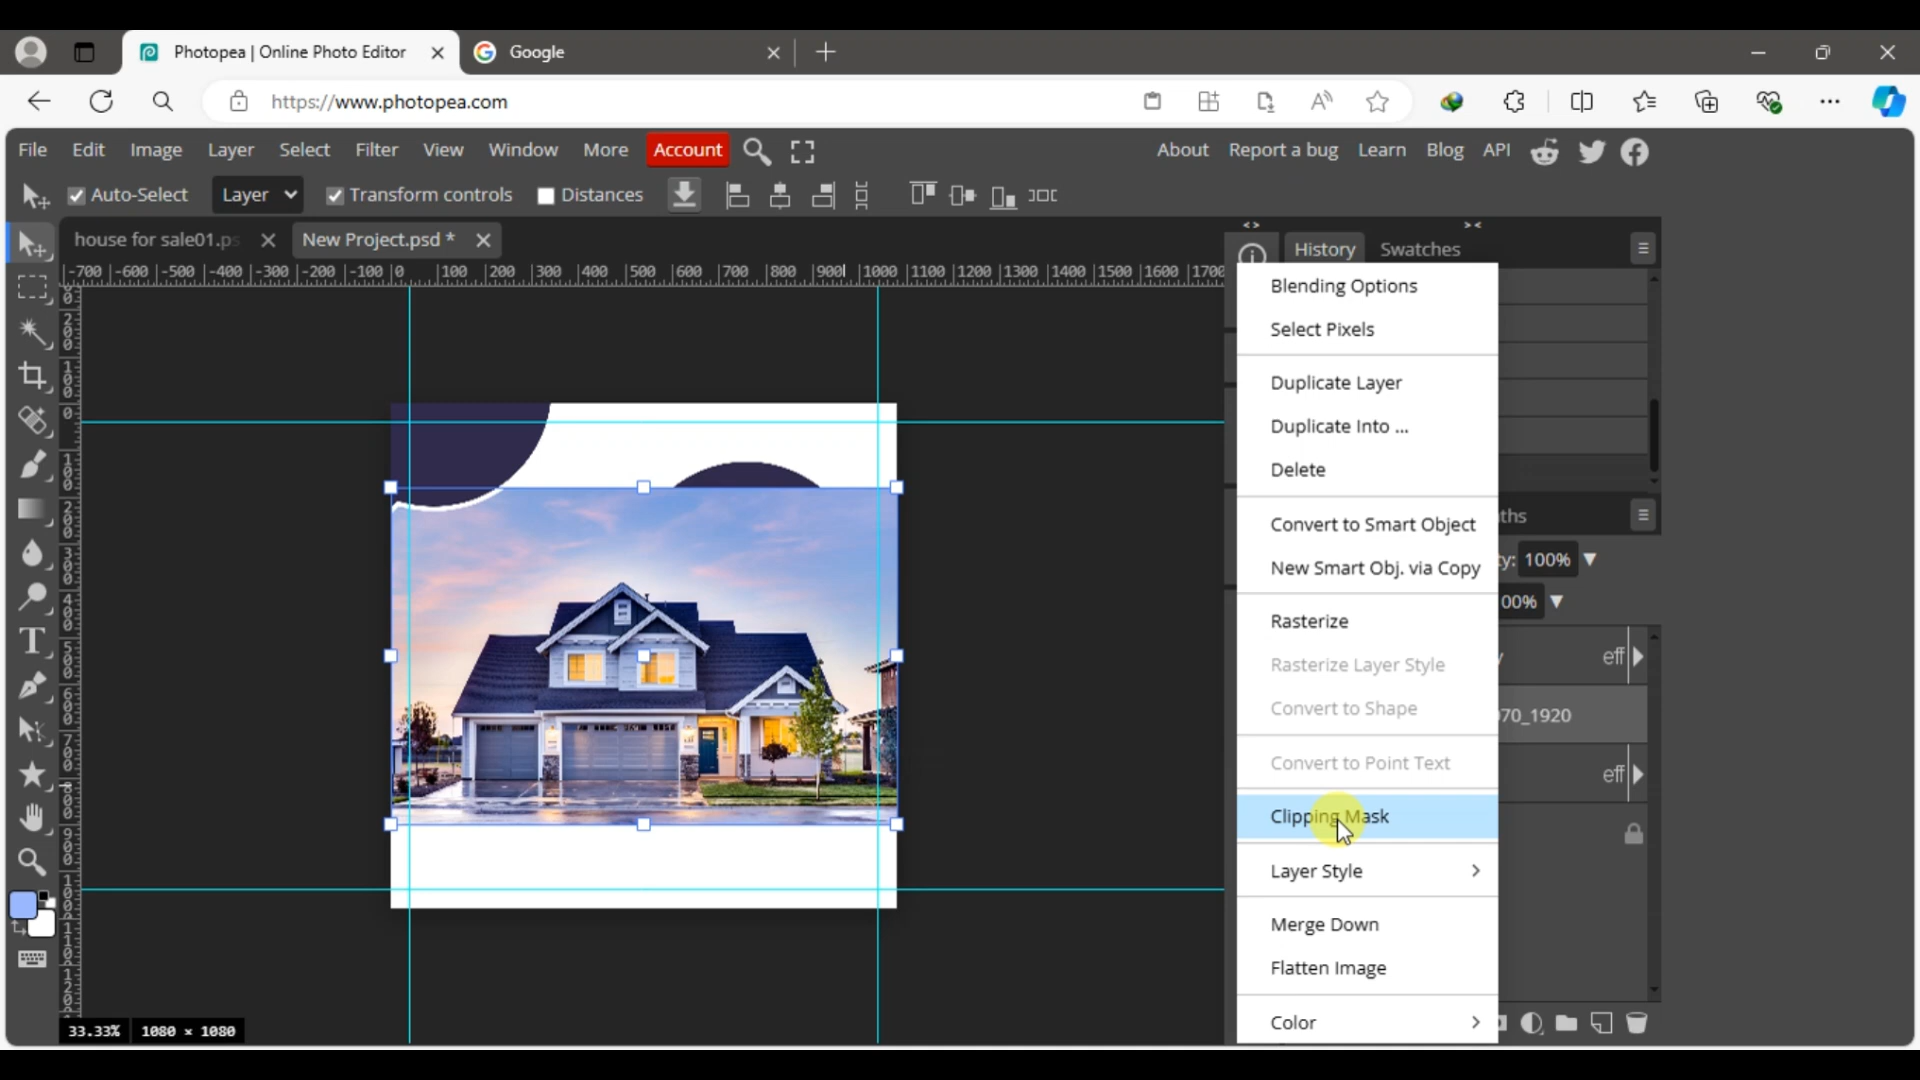 Photopea | Online Photo Editor
Google
https://www.photopea.com
File Edit Image Layer Select Filter View Window More Account
About Report a bug Learn Blog API
Auto-Select Layer Transform controls Distances
house for sale01.ps New Project.psd *
History Swatches
-700 -600 -500 -400 -300 -200 -100 0 100 200 300 400 500 600 700 800 900 1000 1100 1200 1300 1400 1500 1600 1700
Blending Options
Select Pixels
Duplicate Layer
Duplicate Into ...
Delete
Convert to Smart Object
New Smart Obj. via Copy
Rasterize
Rasterize Layer Style
Convert to Shape
Convert to Point Text
Clipping Mask
Layer Style
Merge Down
Flatten Image
Color
ths
ty: 100%
00%
eff
70_1920
eff
33.33% 1080 × 1080